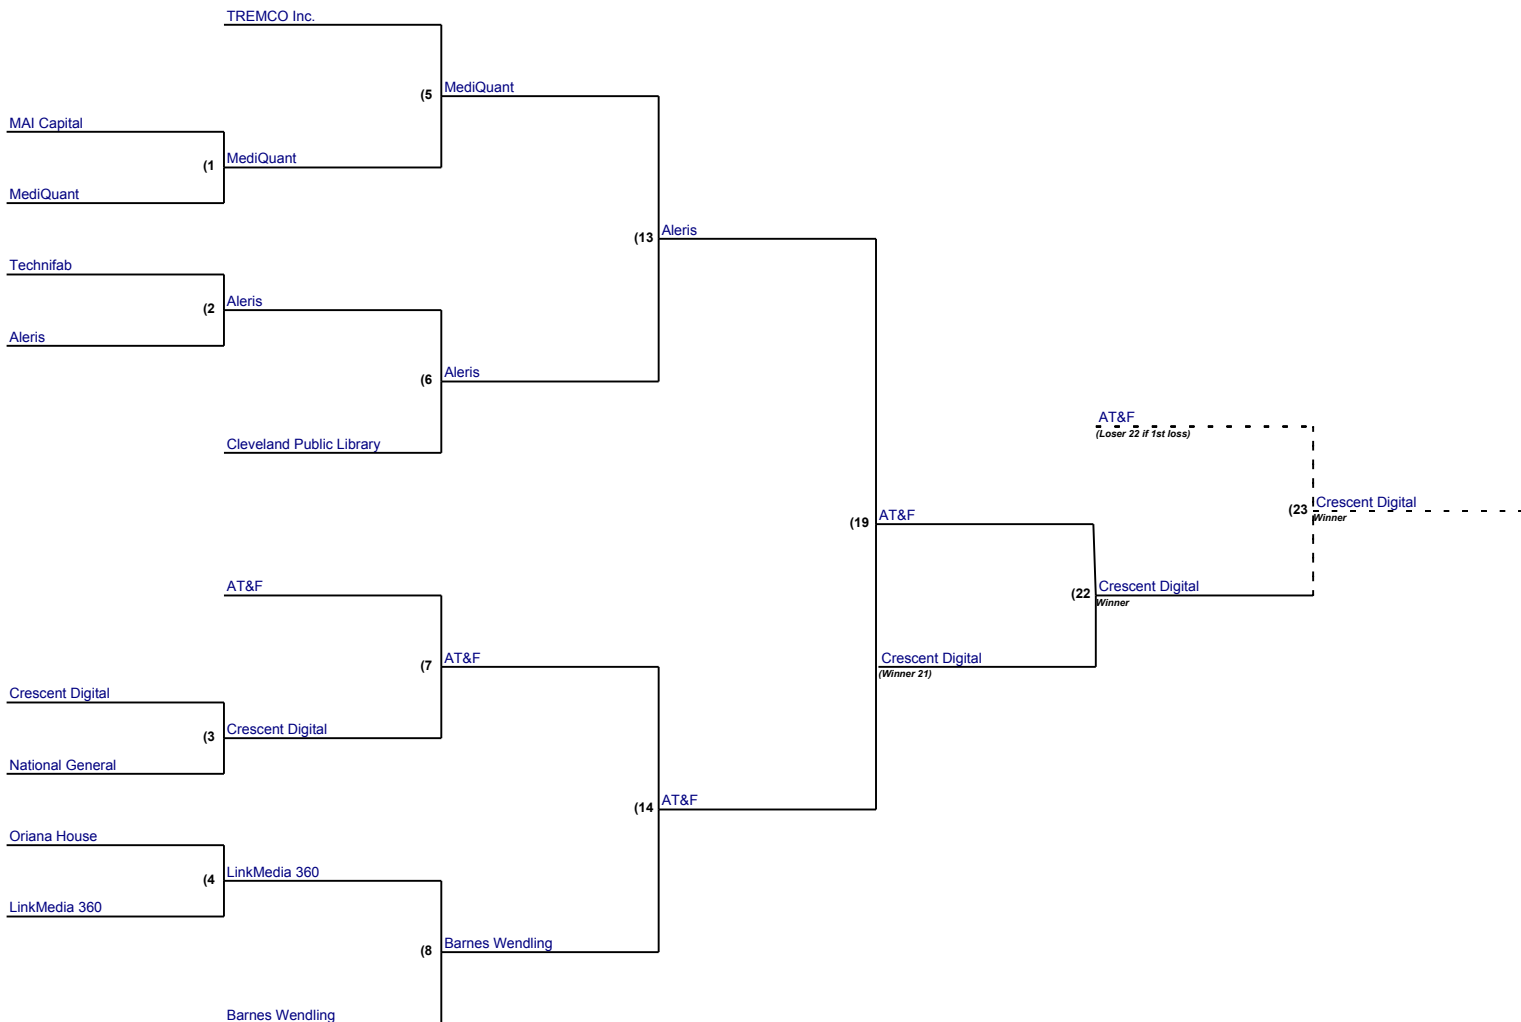 TREMCO Inc.
(5 MediQuant
MAI Capital
(1 MediQuant
MediQuant
(13 Aleris
Technifab
(2 Aleris
Aleris
(6 Aleris
AT&F
(Loser 22 if 1st loss)
Cleveland Public Library
(23 Crescent Digital
Winner
(19 AT&F
AT&F
(22 Crescent Digital
Winner
(7 AT&F
Crescent Digital
(Winner 21)
Crescent Digital
(3 Crescent Digital
National General
(14 AT&F
Oriana House
(4 LinkMedia 360
LinkMedia 360
(8 Barnes Wendling
Barnes Wendling